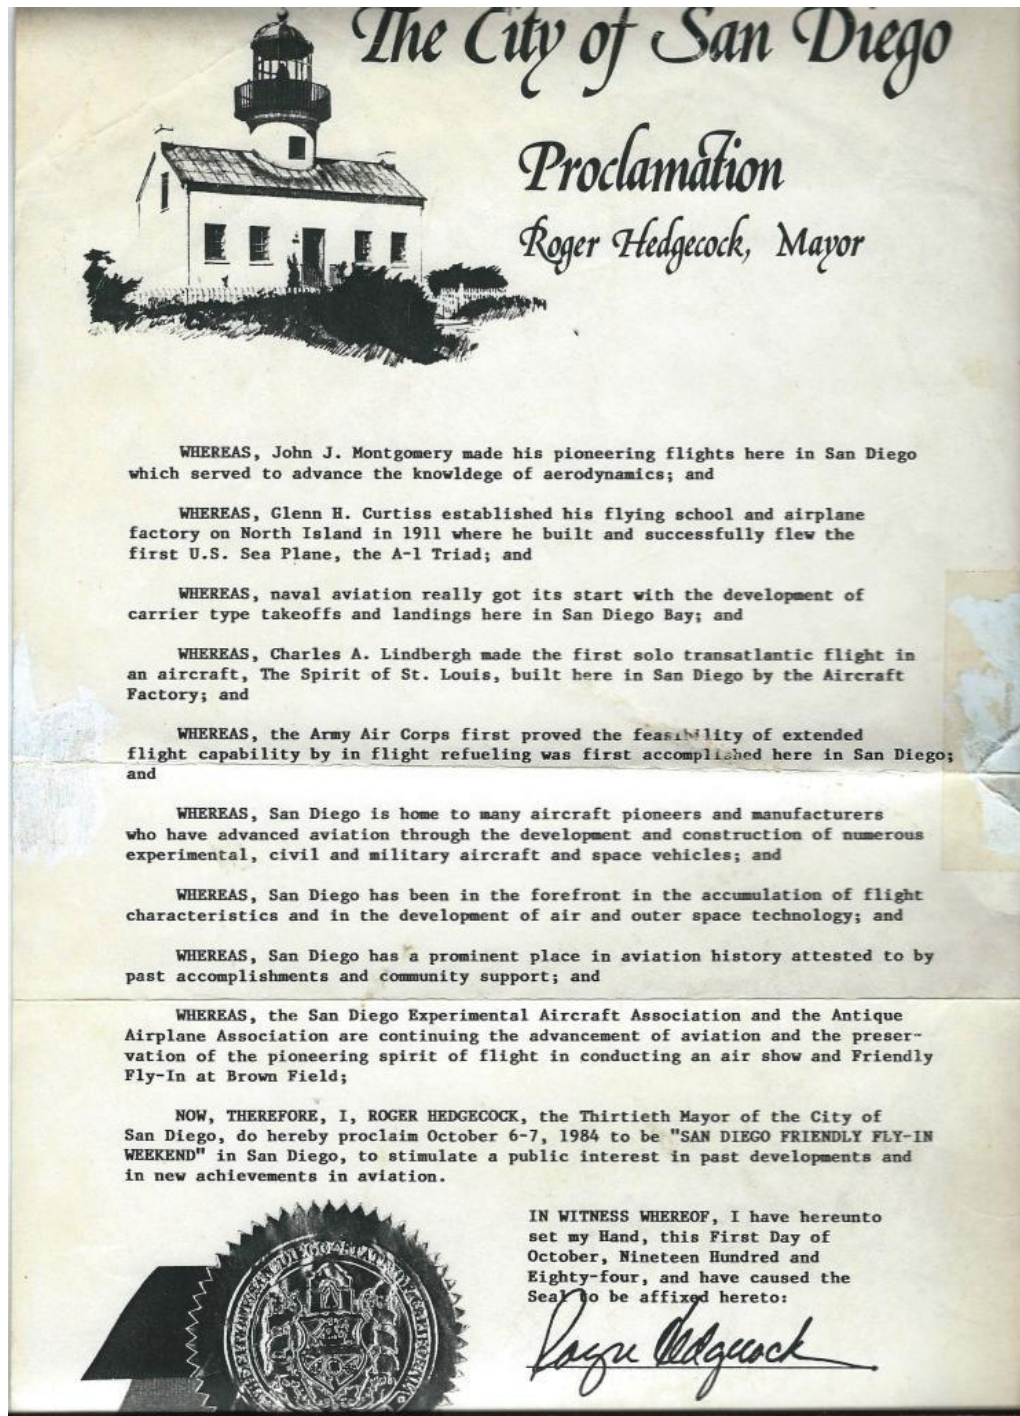 The City of San Diego
Proclamation
Roger Hedgecock, Mayor
WHEREAS, John J. Montgomery made his pioneering flights here in San Diego
which served to advance the knowldege of aerodynamics; and
WHEREAS, Glenn H. Curtiss established his flying school and airplane
factory on North Island in 1911 where he built and successfully flew the
first U.S. Sea Plane, the A-1 Triad; and
WHEREAS, naval aviation really got its start with the development of
carrier type takeoffs and landings here in San Diego Bay; and
WHEREAS, Charles A. Lindbergh made the first solo transatlantic flight in
an aircraft, The Spirit of St. Louis, built here in San Diego by the Aircraft
Factory; and
WHEREAS, the Army Air Corps first proved the feasibility of extended
flight capability by in flight refueling was first accomplished here in San Diego;
and
WHEREAS, San Diego is home to many aircraft pioneers and manufacturers
who have advanced aviation through the development and construction of numerous
experimental, civil and military aircraft and space vehicles; and
WHEREAS, San Diego has been in the forefront in the accumulation of flight
characteristics and in the development of air and outer space technology; and
WHEREAS, San Diego has a prominent place in aviation history attested to by
past accomplishments and community support; and
WHEREAS, the San Diego Experimental Aircraft Association and the Antique
Airplane Association are continuing the advancement of aviation and the preser-
vation of the pioneering spirit of flight in conducting an air show and Friendly
Fly-In at Brown Field;
NOW, THEREFORE, I, ROGER HEDGECOCK, the Thirtieth Mayor of the City of
San Diego, do hereby proclaim October 6-7, 1984 to be "SAN DIEGO FRIENDLY FLY-IN
WEEKEND" in San Diego, to stimulate a public interest in past developments and
in new achievements in aviation.
IN WITNESS WHEREOF, I have hereunto
set my Hand, this First Day of
October, Nineteen Hundred and
Eighty-four, and have caused the
Seal to be affixed hereto:
Roger Hedgecock